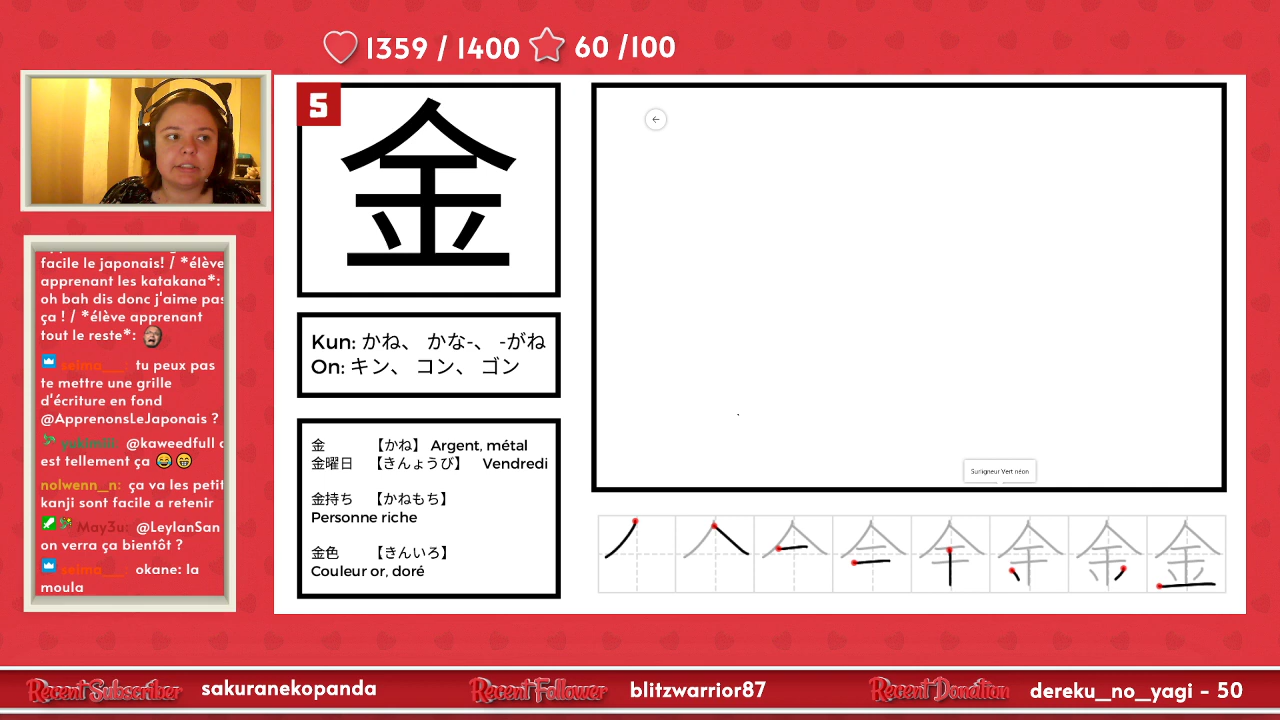 1359 / 1400 60 /100
5
金
Kun: かね、 かな-、 -がね
On: キン、 コン、 ゴン
金 【かね】 Argent, métal
金曜日 【きんょうび】 Vendredi
金持ち 【かねもち】
Personne riche
金色 【きんいろ】
Couleur or, doré
Surligneur Vert néon
facile le japonais! / *élève
apprenant les katakana*:
oh bah dis donc j'aime pas
ça ! / *élève apprenant
tout le reste*:
tu peux pas
te mettre une grille
d'écriture en fond
@ApprenonsLeJaponais ?
yukimiii: @kaweedfull c
est tellement ça
nolwenn_n: ça va les petit
kanji sont facile a retenir
May3u: @LeylanSan
on verra ça bientôt ?
okane: la
moula
Recent Subscriber sakuranekopanda Recent Follower blitzwarrior87 Recent Donation dereku_no_yagi - 50